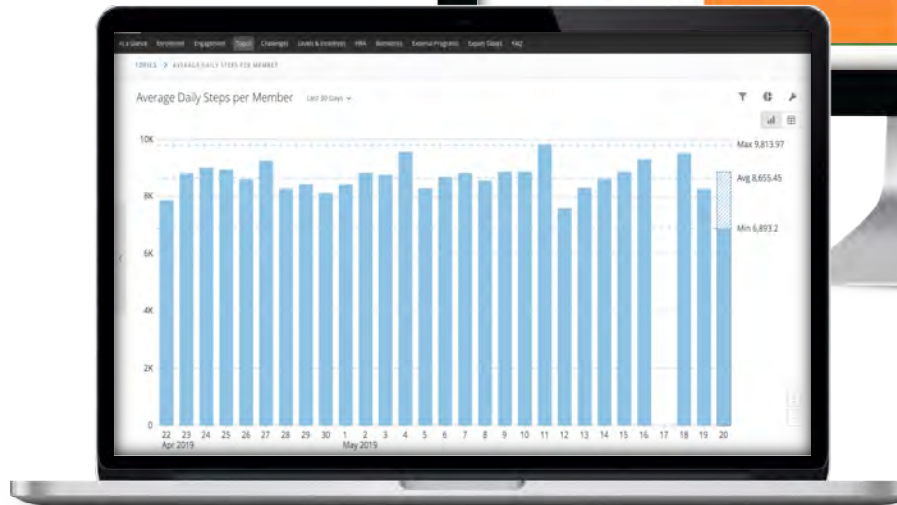 At a Glance Enrollment Engagement Topics Challenges Levels & Incentives HRA Biometrics External Programs Export Slides FAQ
TOPICS > AVERAGE DAILY STEPS PER MEMBER
Average Daily Steps per Member Last 30 Days
10K
Max 9,813.97
Avg 8,655.45
8K
Min 6,893.2
6K
4K
2K
0
22 23 24 25 26 27 28 29 30 1 2 3 4 5 6 7 8 9 10 11 12 13 14 15 16 17 18 19 20
Apr 2019 May 2019